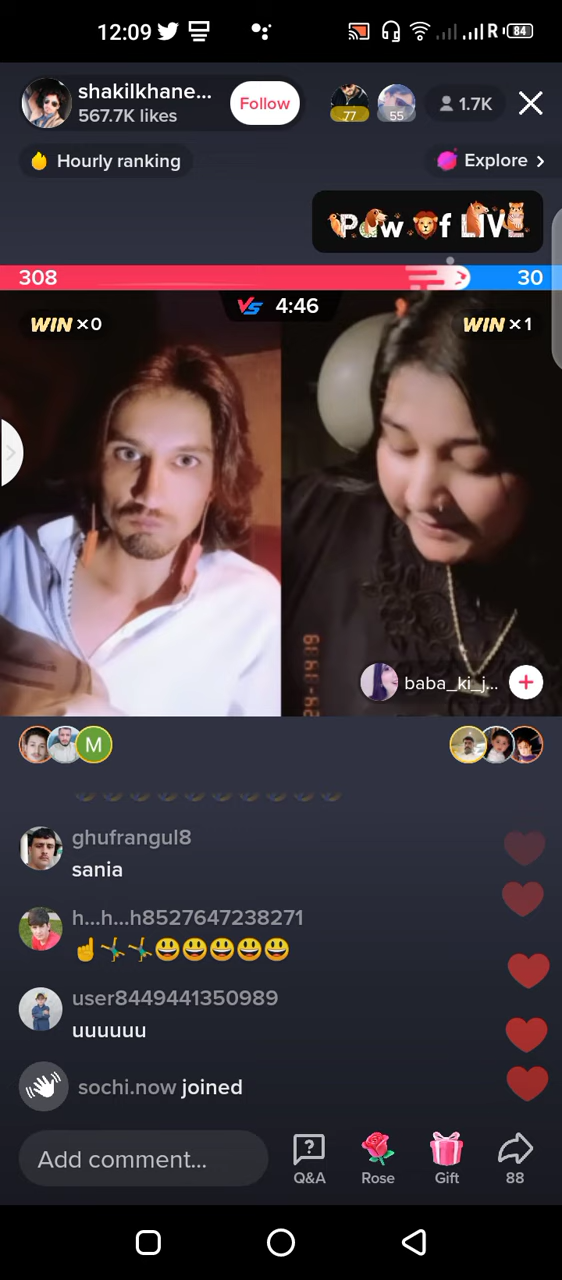 12:09
R 84
shakilkhane...
567.7K likes
Follow
77
55
1.7K
Hourly ranking
Explore >
Paw of LIVE
308
30
VS 4:46
WIN ×0
WIN ×1
baba_ki_j...
M
ghufrangul8
sania
h...h...h8527647238271
☝🤸‍♂️🤸‍♂️😃😃😃😃😃
user8449441350989
uuuuuu
sochi.now joined
Add comment...
Q&A
Rose
Gift
88